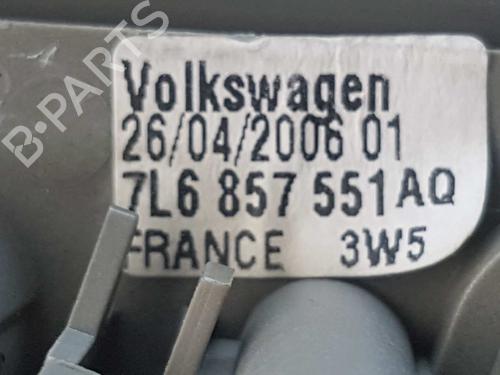 B-PARTS
Volkswagen
26/04/2006 01
7L6 857 551AQ
FRANCE 3W5